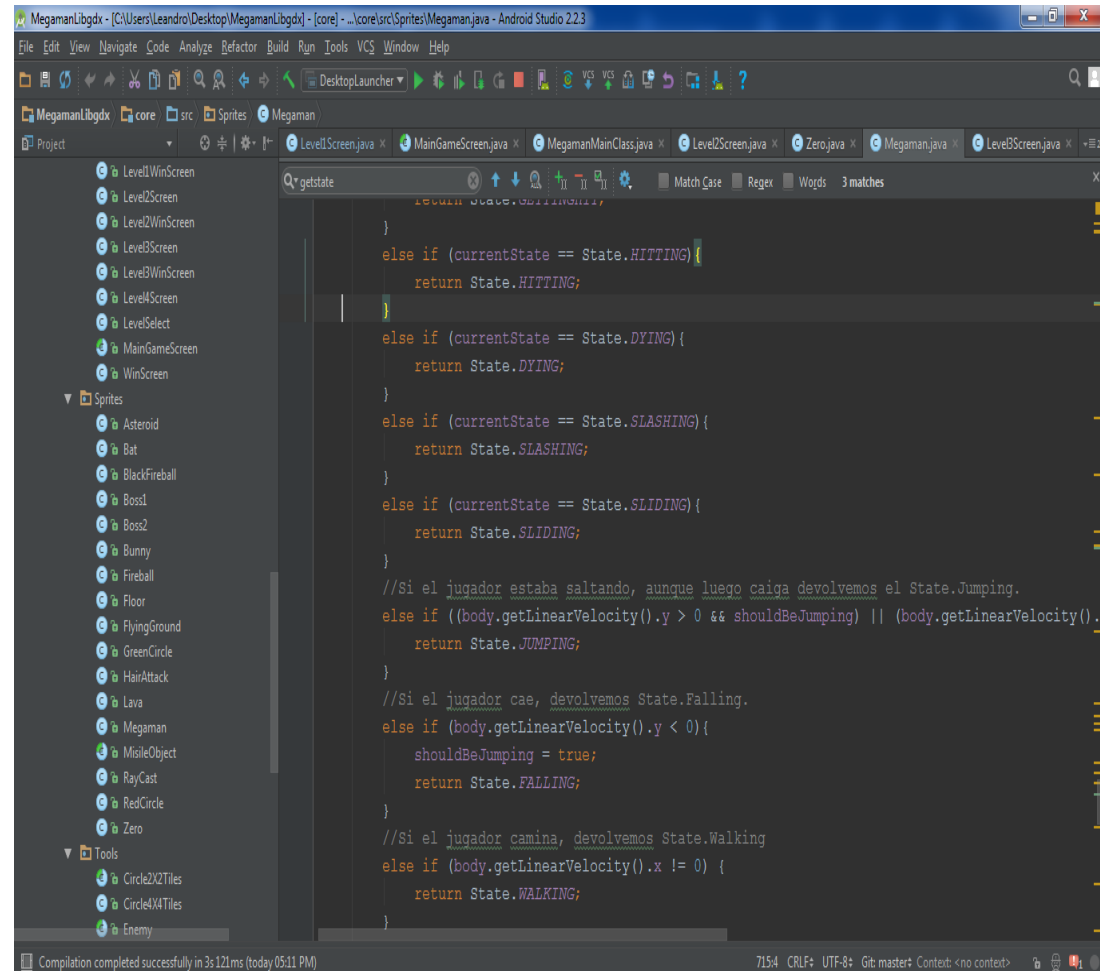 MegamanLibgdx - [C:\Users\Leandro\Desktop\MegamanLibgdx] - [core] - ...\core\src\Sprites\Megaman.java - Android Studio 2.2.3
File Edit View Navigate Code Analyze Refactor Build Run Tools VCS Window Help
DesktopLauncher
MegamanLibgdx core src Sprites Megaman
Project
Level1Screen.java MainGameScreen.java MegamanMainClass.java Level2Screen.java Zero.java Megaman.java Level3Screen.java
getstate Match Case Regex Words 3 matches
Level1WinScreen
Level2Screen
Level2WinScreen
Level3Screen
Level3WinScreen
Level4Screen
LevelSelect
MainGameScreen
WinScreen
Sprites
Asteroid
Bat
BlackFireball
Boss1
Boss2
Bunny
Fireball
Floor
FlyingGround
GreenCircle
HairAttack
Lava
Megaman
MisileObject
RayCast
RedCircle
Zero
Tools
Circle2X2Tiles
Circle4X4Tiles
Enemy
return State.GETTINGHIT;
}
else if (currentState == State.HITTING){
return State.HITTING;
}
else if (currentState == State.DYING){
return State.DYING;
}
else if (currentState == State.SLASHING){
return State.SLASHING;
}
else if (currentState == State.SLIDING){
return State.SLIDING;
}
//Si el jugador estaba saltando, aunque luego caiga devolvemos el State.Jumping.
else if ((body.getLinearVelocity().y > 0 && shouldBeJumping) || (body.getLinearVelocity().
return State.JUMPING;
}
//Si el jugador cae, devolvemos State.Falling.
else if (body.getLinearVelocity().y < 0){
shouldBeJumping = true;
return State.FALLING;
}
//Si el jugador camina, devolvemos State.Walking
else if (body.getLinearVelocity().x != 0) {
return State.WALKING;
}
Compilation completed successfully in 3s 121ms (today 05:11 PM) 715:4 CRLF UTF-8 Git: master Context: <no context> 1